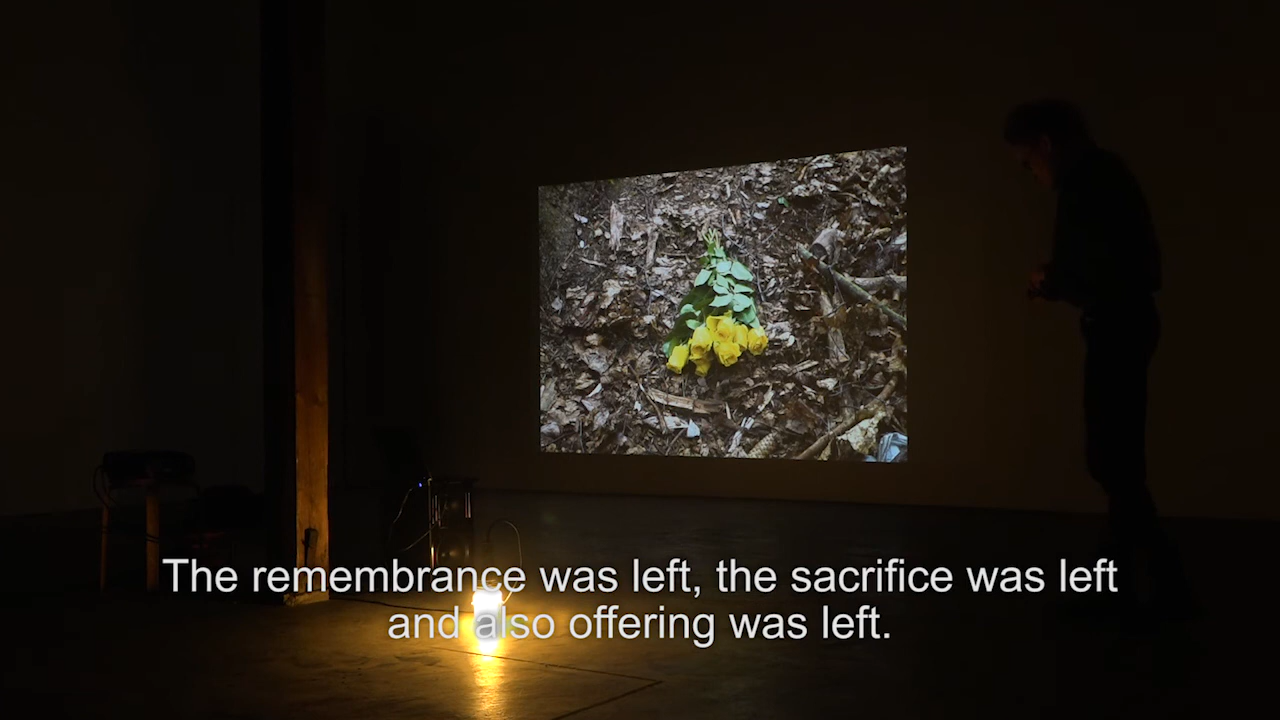 The remembrance was left, the sacrifice was left
and also offering was left.